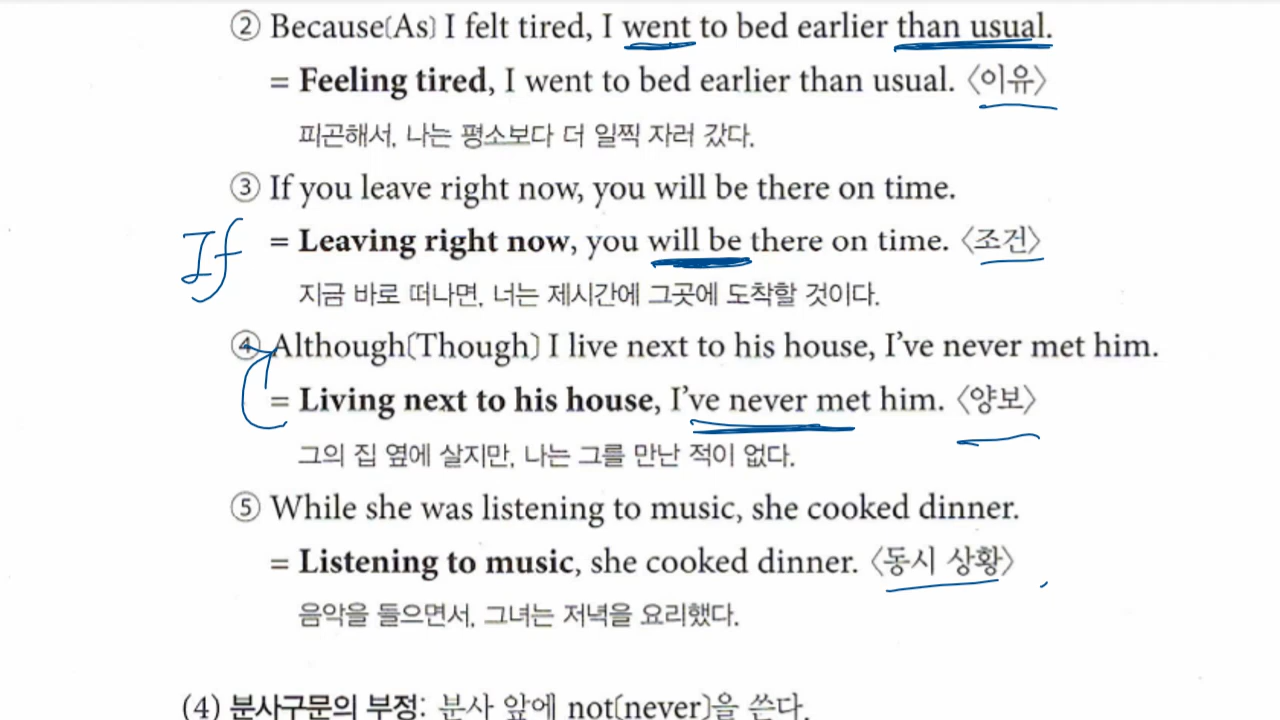 ② Because(As) I felt tired, I went to bed earlier than usual.
= Feeling tired, I went to bed earlier than usual. 〈이유〉
피곤해서, 나는 평소보다 더 일찍 자러 갔다.
③ If you leave right now, you will be there on time.
If = Leaving right now, you will be there on time. 〈조건〉
지금 바로 떠나면, 너는 제시간에 그곳에 도착할 것이다.
④ Although(Though) I live next to his house, I've never met him.
= Living next to his house, I've never met him. 〈양보〉
그의 집 옆에 살지만, 나는 그를 만난 적이 없다.
⑤ While she was listening to music, she cooked dinner.
= Listening to music, she cooked dinner. 〈동시 상황〉
음악을 들으면서, 그녀는 저녁을 요리했다.
(4) 분사구문의 부정: 분사 앞에 not(never)을 쓴다.